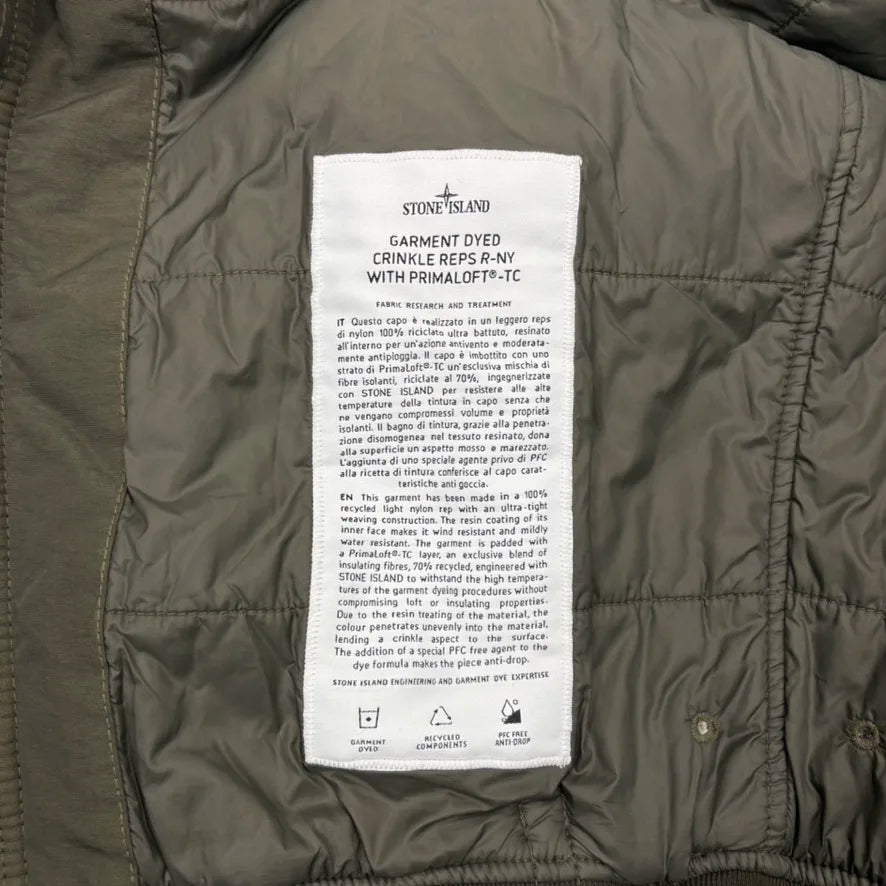 STONE ISLAND
GARMENT DYED
CRINKLE REPS R-NY
WITH PRIMALOFT®-TC
FABRIC RESEARCH AND TREATMENT
IT Questo capo è realizzato in un leggero reps
di nylon 100% riciclato ultra battuto, resinato
all'interno per un'azione antivento e moderata-
mente antipioggia. Il capo è imbottito con uno
strato di PrimaLoft®-TC un'esclusiva mischia di
fibre isolanti, riciclate al 70%, ingegnerizzate
con STONE ISLAND per resistere alle alte
temperature della tintura in capo senza che
ne vengano compromessi volume e proprietà
isolanti. Il bagno di tintura, grazie alla penetra-
zione disomogenea nel tessuto resinato, dona
alla superficie un aspetto mosso e marezzato.
L'aggiunta di uno speciale agente privo di PFC
alla ricetta di tintura conferisce al capo carat-
teristiche anti goccia.
EN This garment has been made in a 100%
recycled light nylon rep with an ultra-tight
weaving construction. The resin coating of its
inner face makes it wind resistant and mildly
water resistant. The garment is padded with
a PrimaLoft®-TC layer, an exclusive blend of
insulating fibres, 70% recycled, engineered with
STONE ISLAND to withstand the high tempera-
tures of the garment dyeing procedures without
compromising loft or insulating properties.
Due to the resin treating of the material, the
colour penetrates unevenly into the material,
lending a crinkle aspect to the surface.
The addition of a special PFC free agent to the
dye formula makes the piece anti-drop.
STONE ISLAND ENGINEERING AND GARMENT DYE EXPERTISE
GARMENT
DYED
RECYCLED
COMPONENTS
PFC FREE
ANTI-DROP